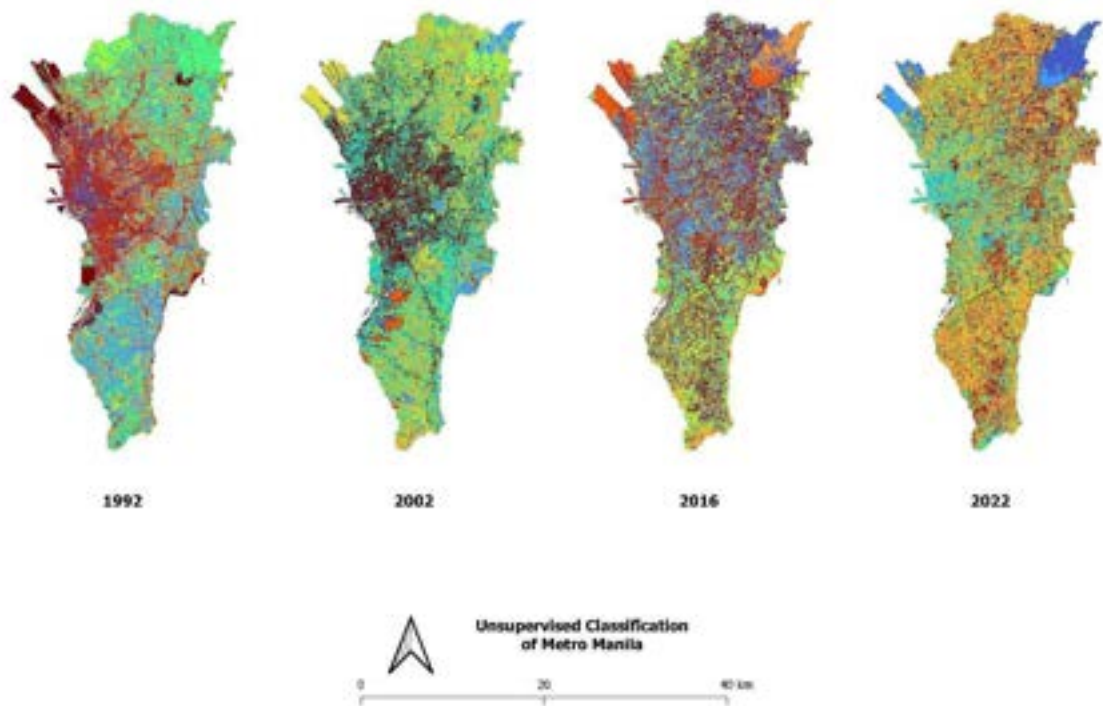 1992
2002
2016
2022
Unsupervised Classification
of Metro Manila
0
20
40 km